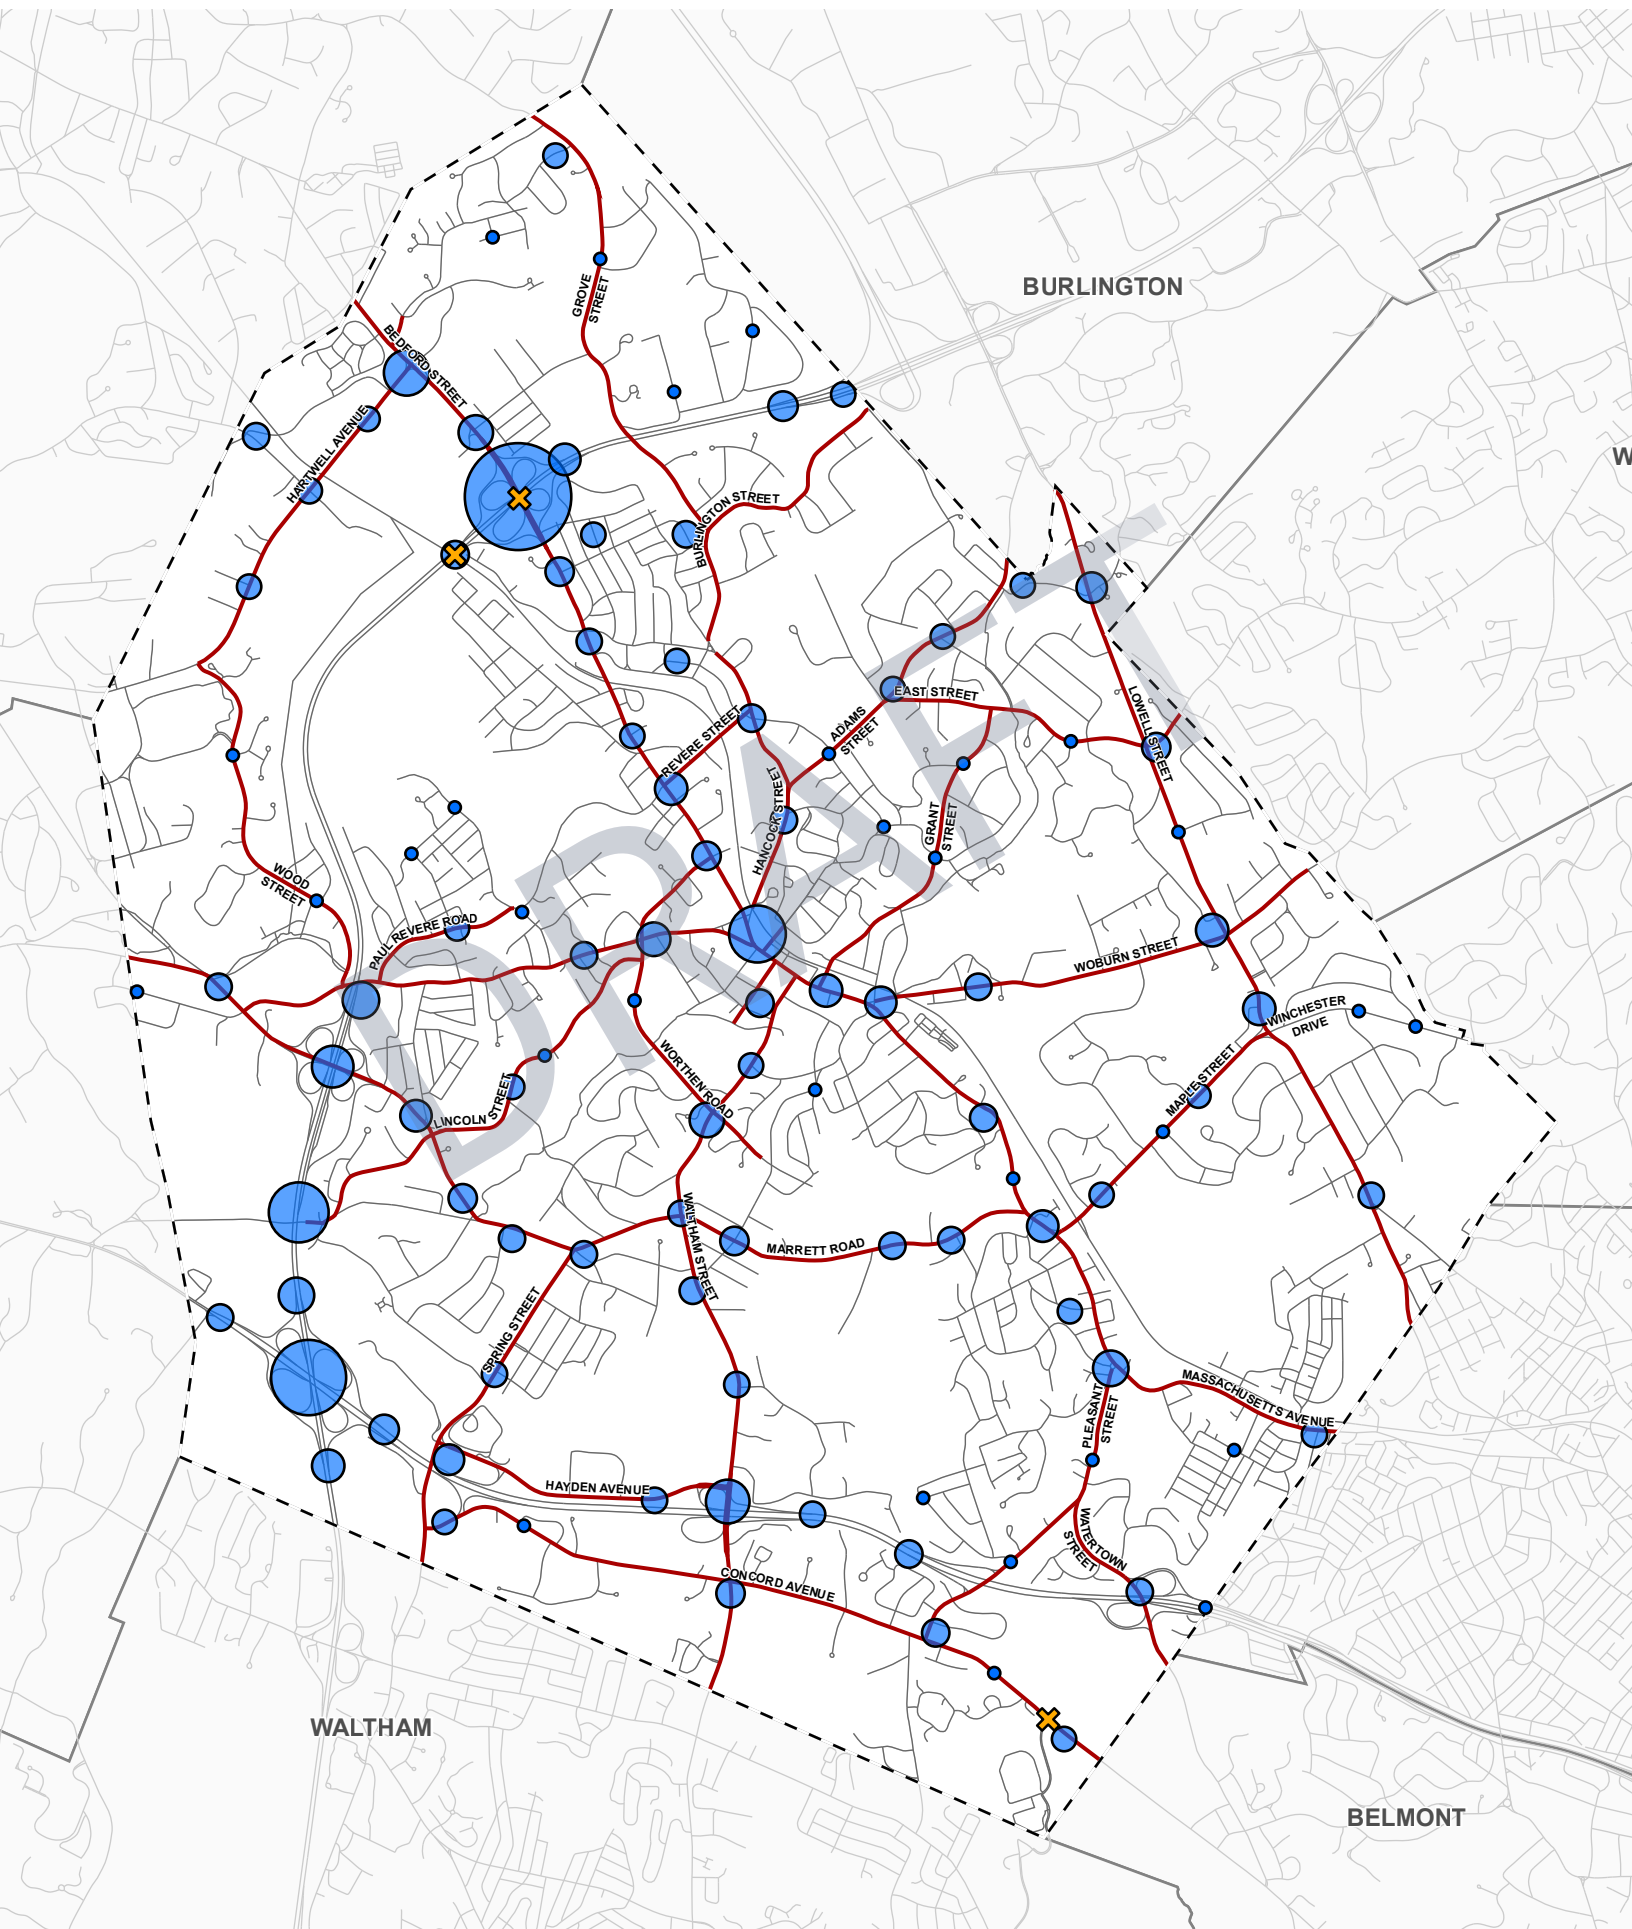 BURLINGTON
GROVE
STREET
BEDFORD STREET
HARTWELL AVENUE
W
BURLINGTON STREET
EAST STREET
LOWELL STREET
ADAMS
STREET
REVERE STREET
HANCOCK STREET
GRANT
STREET
WOOD
STREET
PAUL REVERE ROAD
WOBURN STREET
DRAFT
WINCHESTER
DRIVE
WORTHEN ROAD
MAPLE STREET
LINCOLN
STREET
WALTHAM STREET
MARRETT ROAD
SPRING STREET
MASSACHUSETTS AVENUE
PLEASANT
STREET
HAYDEN AVENUE
WATERTOWN
STREET
CONCORD AVENUE
WALTHAM
BELMONT